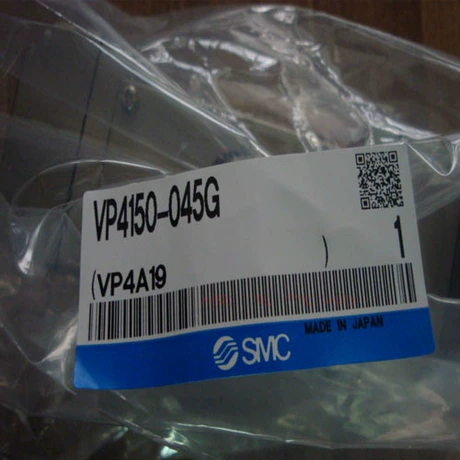 VP4150-045G
(VP4A19 ) 1
MADE IN JAPAN
SMC